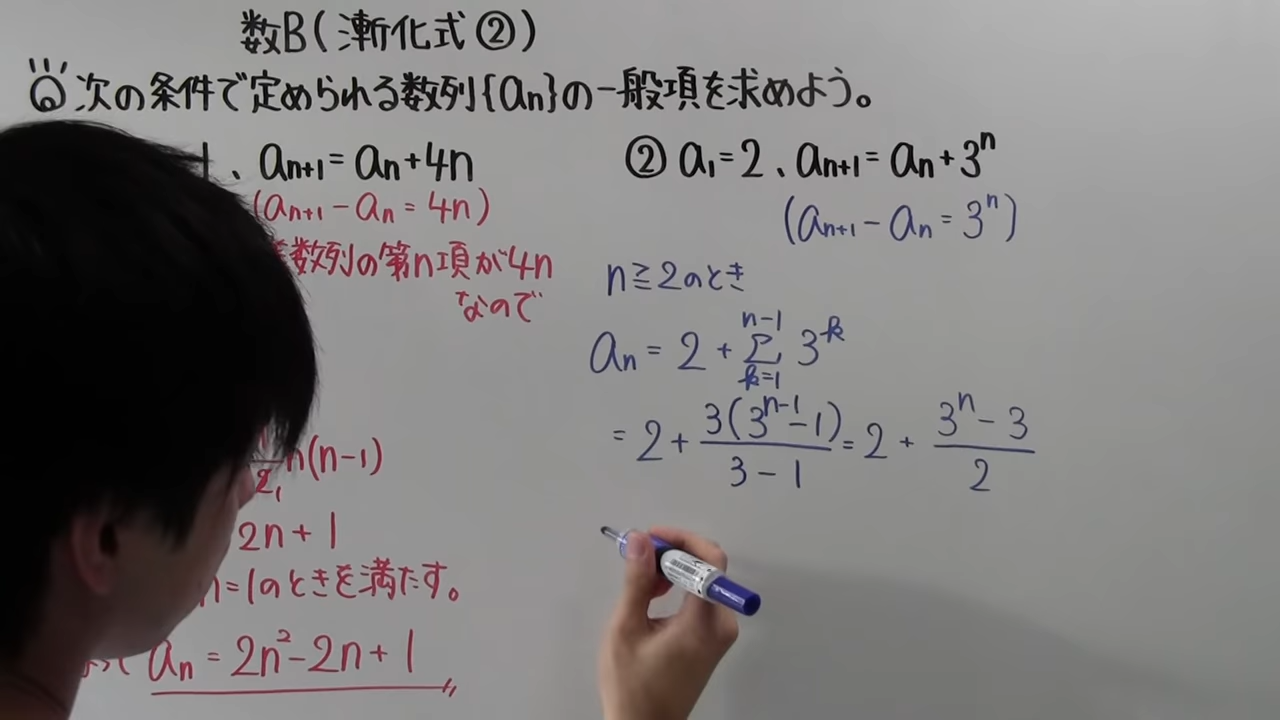 数B(漸化式②)
Q 次の条件で定められる数列{an}の一般項を求めよう。
1、an+1=an+4n
(an+1-an=4n)
数列の第n項が4n
なので
n(n-1)
2n+1
n=1のときを満たす。
an=2n²-2n+1
② a1=2、an+1=an+3ⁿ
(an+1-an=3ⁿ)
n≧2のとき
an=2+Σ[k=1, n-1] 3ᵏ
=2+3(3ⁿ⁻¹-1)/(3-1)=2+(3ⁿ-3)/2